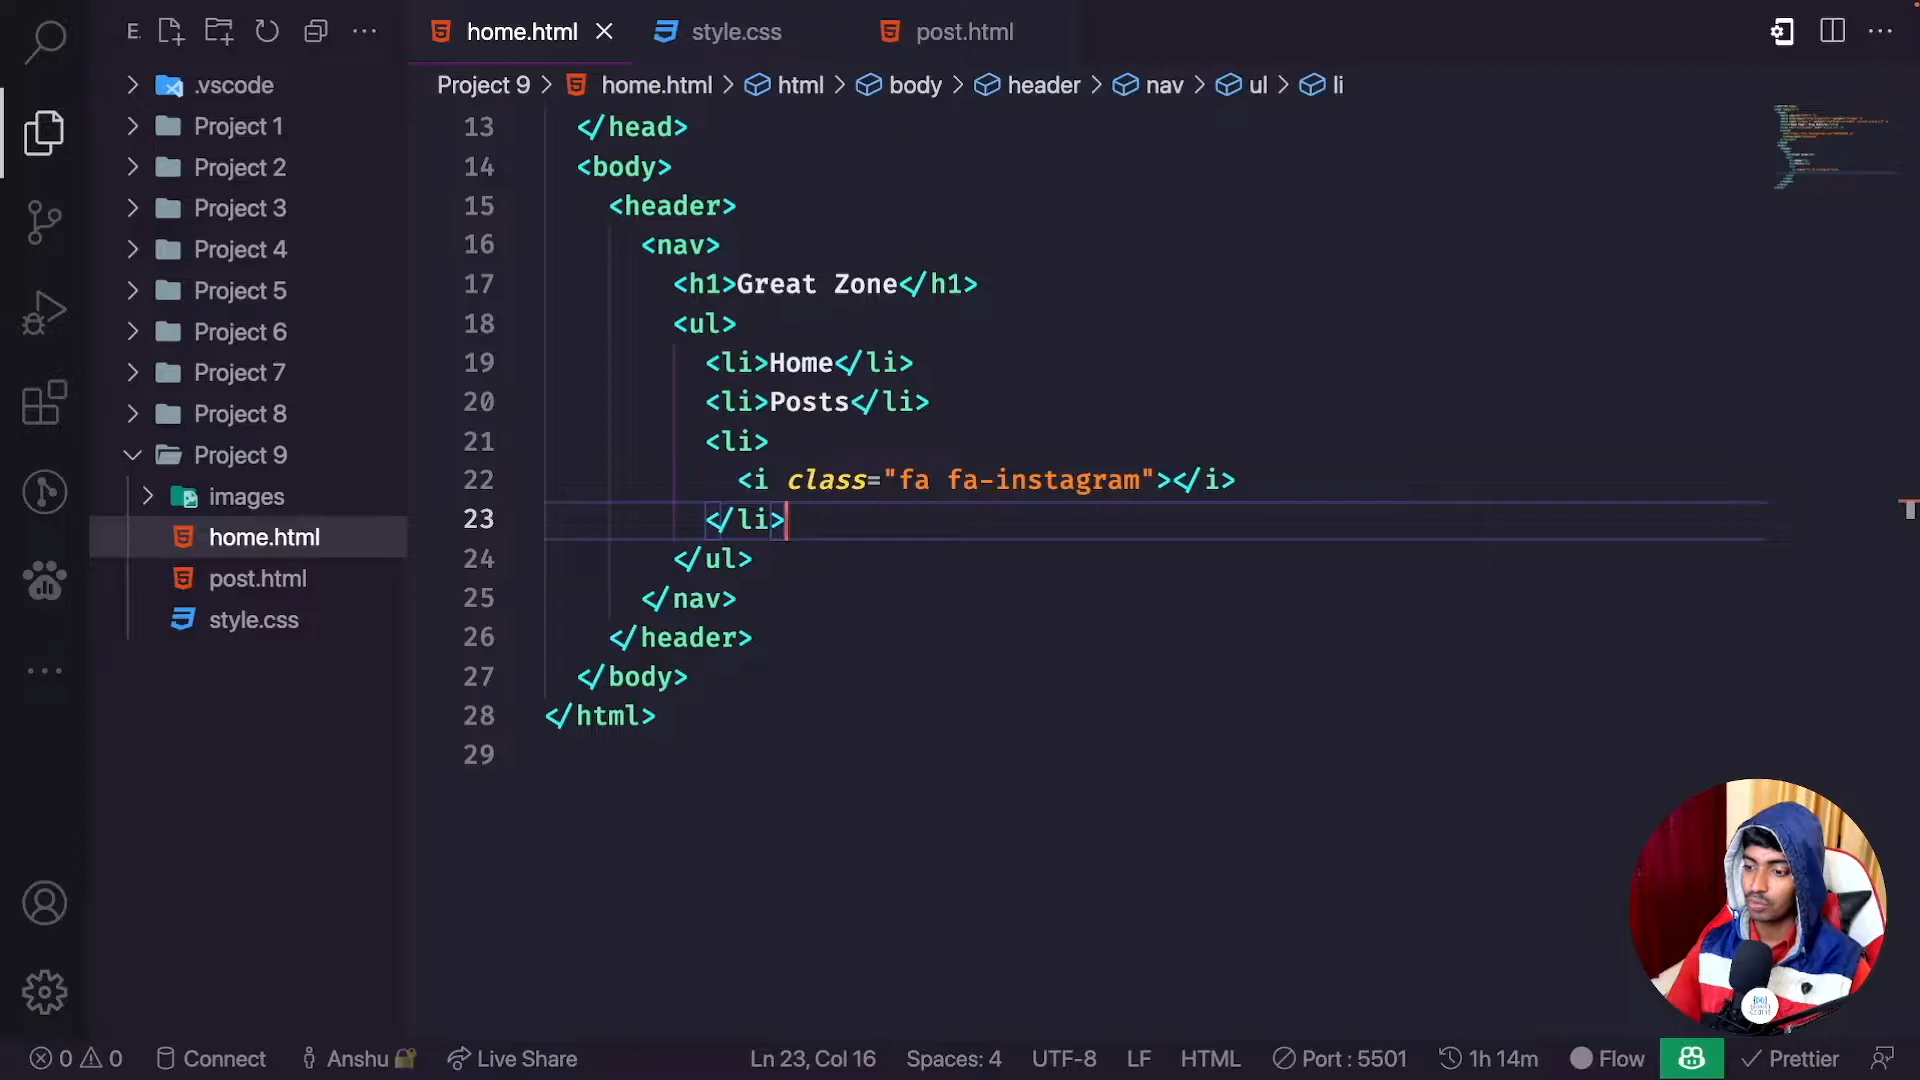 E
home.html
style.css
post.html
.vscode
Project 1
Project 2
Project 3
Project 4
Project 5
Project 6
Project 7
Project 8
Project 9
images
home.html
post.html
style.css
Project 9 > home.html > html > body > header > nav > ul > li
13 </head>
14 <body>
15 <header>
16 <nav>
17 <h1>Great Zone</h1>
18 <ul>
19 <li>Home</li>
20 <li>Posts</li>
21 <li>
22 <i class="fa fa-instagram"></i>
23 </li>
24 </ul>
25 </nav>
26 </header>
27 </body>
28 </html>
29
0 0 Connect Anshu Live Share Ln 23, Col 16 Spaces: 4 UTF-8 LF HTML Port : 5501 1h 14m Flow Prettier